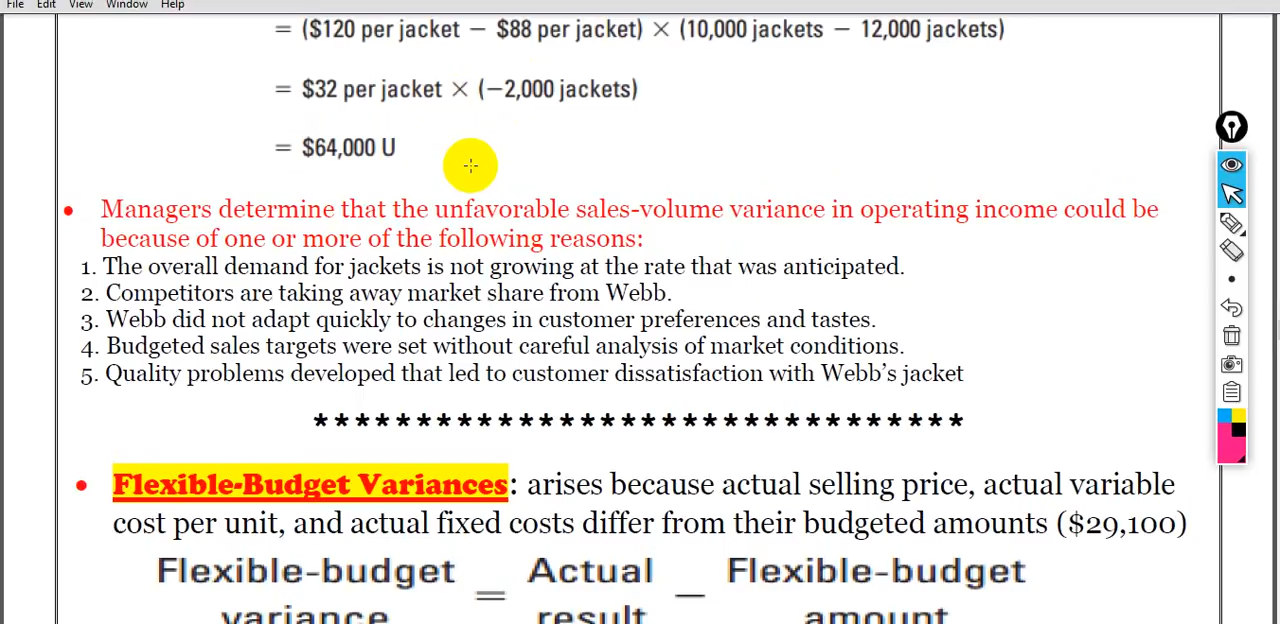 File Edit View Window Help
= ($120 per jacket − $88 per jacket) × (10,000 jackets − 12,000 jackets)
= $32 per jacket × (−2,000 jackets)
= $64,000 U
• Managers determine that the unfavorable sales-volume variance in operating income could be
because of one or more of the following reasons:
1. The overall demand for jackets is not growing at the rate that was anticipated.
2. Competitors are taking away market share from Webb.
3. Webb did not adapt quickly to changes in customer preferences and tastes.
4. Budgeted sales targets were set without careful analysis of market conditions.
5. Quality problems developed that led to customer dissatisfaction with Webb's jacket
* * * * * * * * * * * * * * * * * * * * * * * * * * * * * * * *
• Flexible-Budget Variances: arises because actual selling price, actual variable
cost per unit, and actual fixed costs differ from their budgeted amounts ($29,100)
Flexible-budget = Actual − Flexible-budget
variance result amount